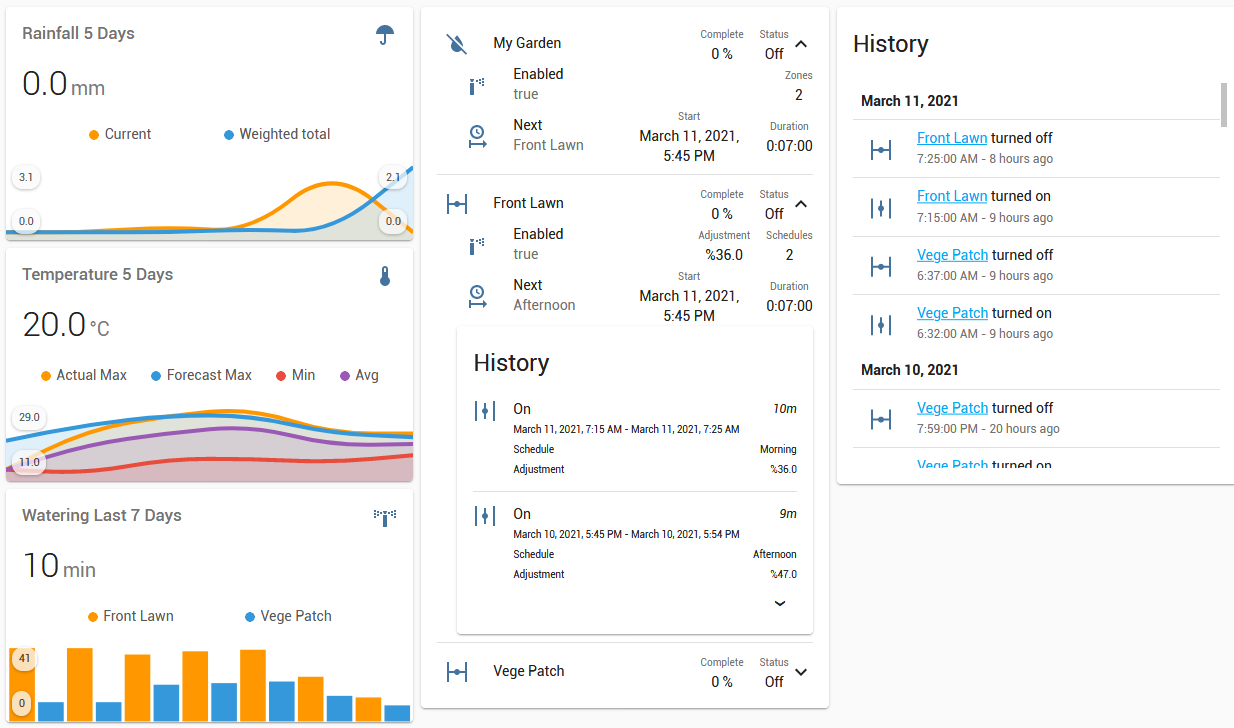 Rainfall 5 Days
0.0 mm
Current Weighted total
3.1 2.1
0.0 0.0
Temperature 5 Days
20.0 °C
Actual Max Forecast Max Min Avg
29.0
11.0
Watering Last 7 Days
10 min
Front Lawn Vege Patch
41
0
My Garden Complete Status
0 % Off
Enabled Zones
true 2
Next Start Duration
Front Lawn March 11, 2021, 0:07:00
5:45 PM
Front Lawn Complete Status
0 % Off
Enabled Adjustment Schedules
true %36.0 2
Next Start Duration
Afternoon March 11, 2021, 0:07:00
5:45 PM
History
On 10m
March 11, 2021, 7:15 AM - March 11, 2021, 7:25 AM
Schedule Morning
Adjustment %36.0
On 9m
March 10, 2021, 5:45 PM - March 10, 2021, 5:54 PM
Schedule Afternoon
Adjustment %47.0
Vege Patch Complete Status
0 % Off
History
March 11, 2021
Front Lawn turned off
7:25:00 AM - 8 hours ago
Front Lawn turned on
7:15:00 AM - 9 hours ago
Vege Patch turned off
6:37:00 AM - 9 hours ago
Vege Patch turned on
6:32:00 AM - 9 hours ago
March 10, 2021
Vege Patch turned off
7:59:00 PM - 20 hours ago
Vege Patch turned on